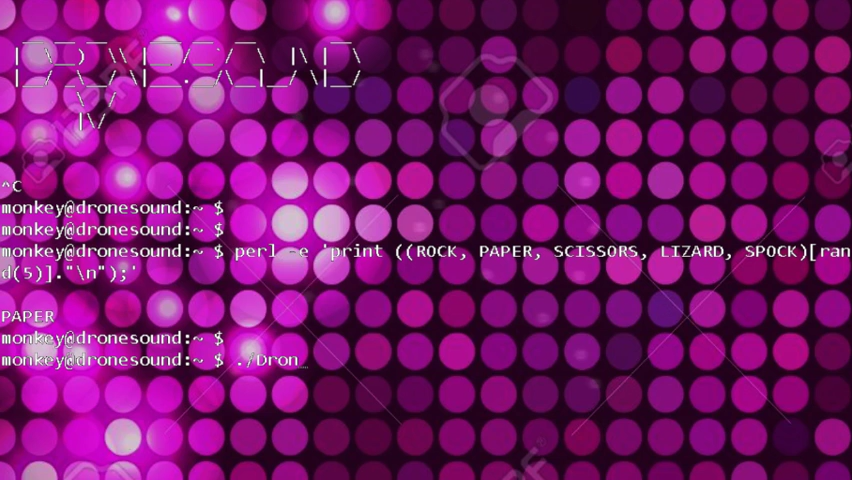 ^C
monkey@dronesound:~ $
monkey@dronesound:~ $
monkey@dronesound:~ $ perl -e 'print ((ROCK, PAPER, SCISSORS, LIZARD, SPOCK)[ran
d(5)]."\n");'
PAPER
monkey@dronesound:~ $
monkey@dronesound:~ $ ./Dron_